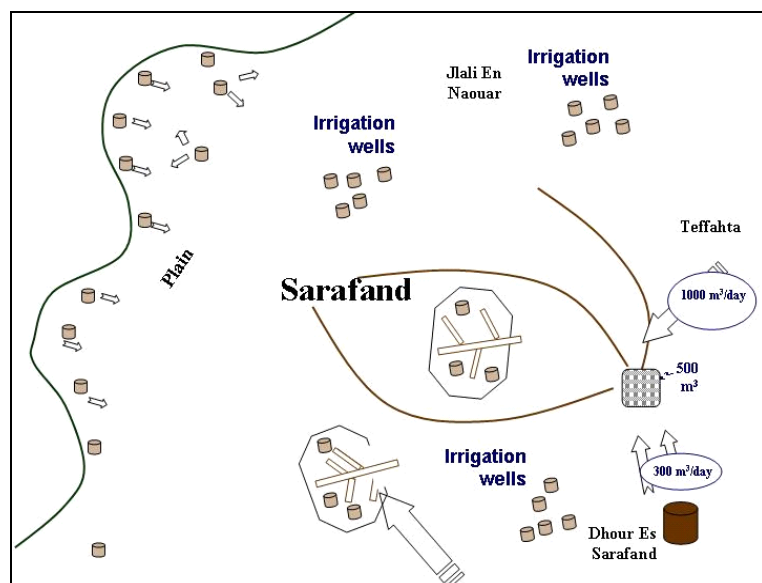 Irrigation
wells
Jlali En
Naouar
Irrigation
wells
Teffahta
Plain
Sarafand
1000 m³/day
~ 500
m³
Irrigation
wells
300 m³/day
Dhour Es
Sarafand